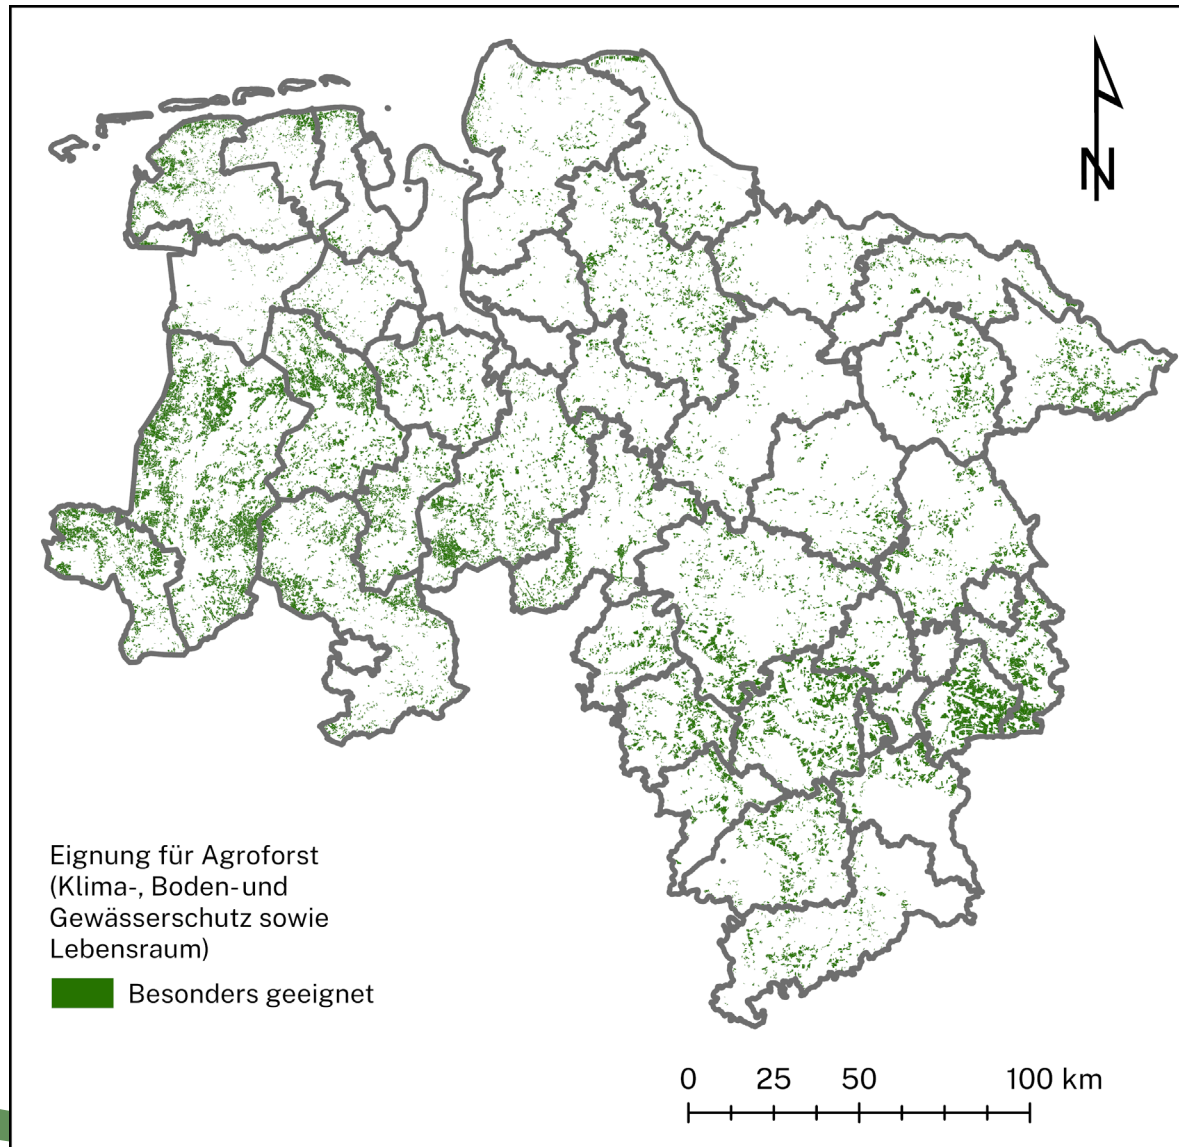 N
Eignung für Agroforst
(Klima-, Boden-und
Gewässerschutz sowie
Lebensraum)
Besonders geeignet
0 25 50 100 km